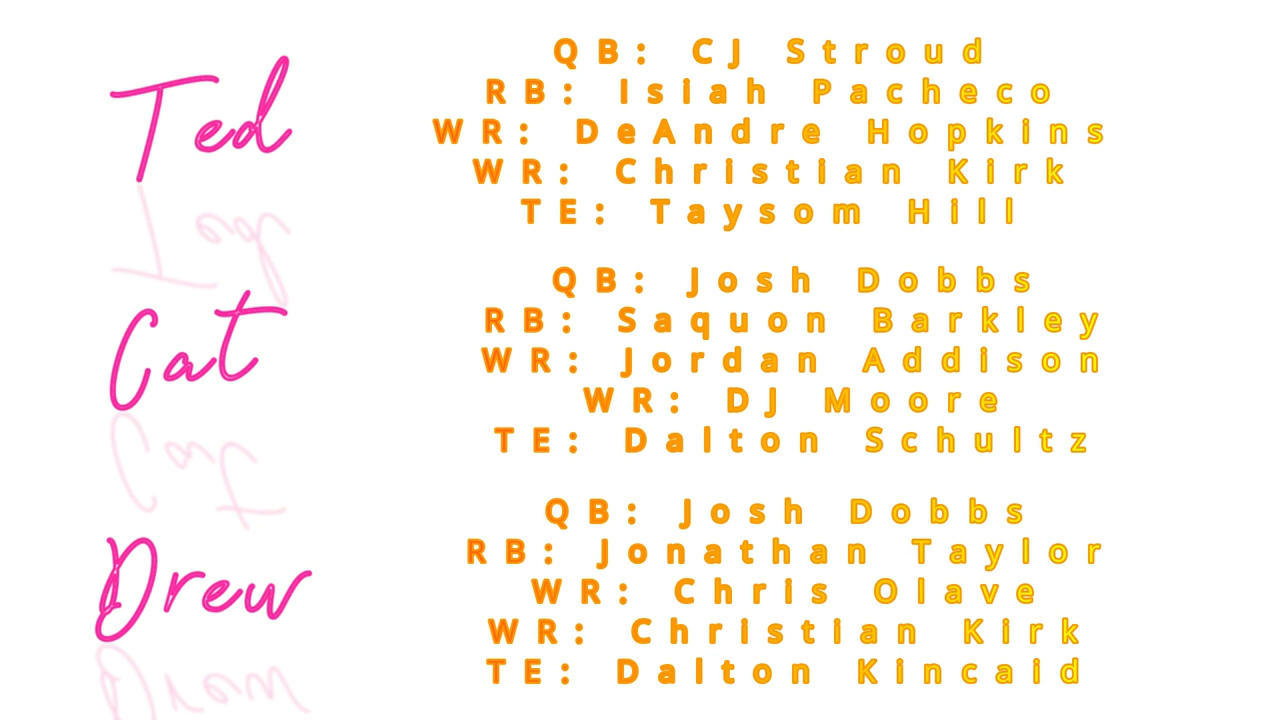 Ted
QB: CJ Stroud
RB: Isiah Pacheco
WR: DeAndre Hopkins
WR: Christian Kirk
TE: Taysom Hill
Cat
QB: Josh Dobbs
RB: Saquon Barkley
WR: Jordan Addison
WR: DJ Moore
TE: Dalton Schultz
Drew
QB: Josh Dobbs
RB: Jonathan Taylor
WR: Chris Olave
WR: Christian Kirk
TE: Dalton Kincaid